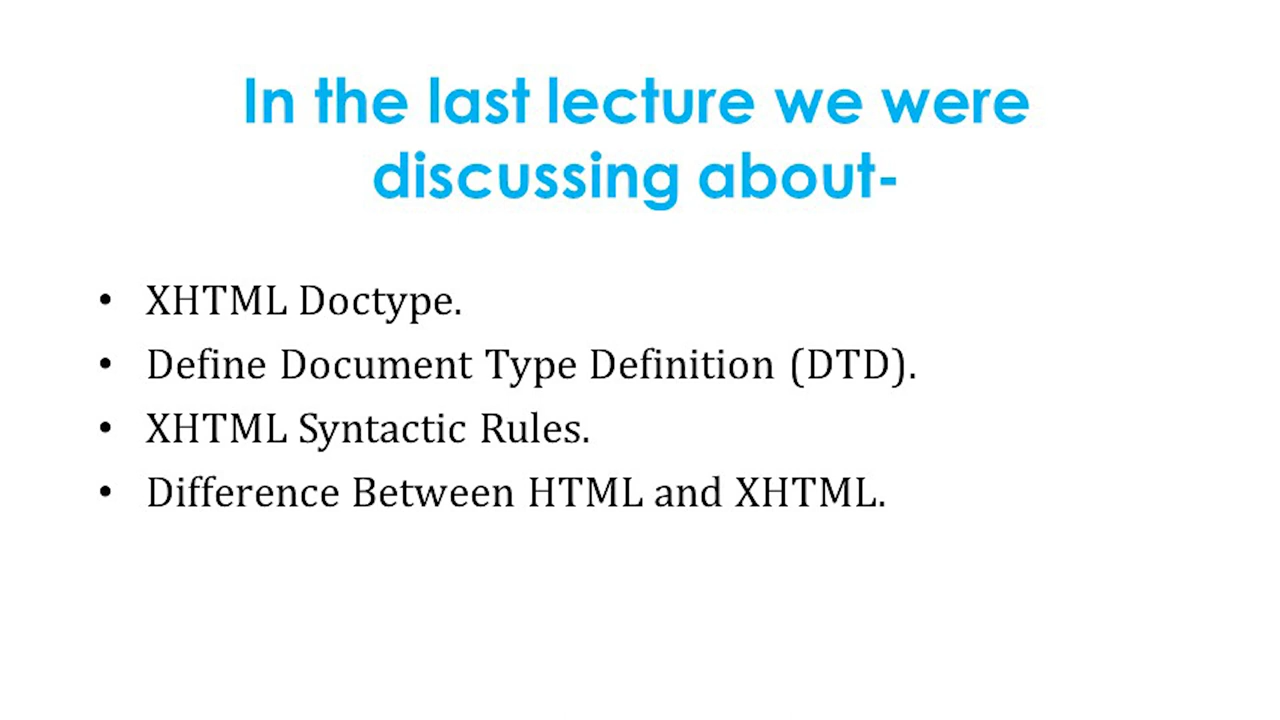 In the last lecture we were
discussing about-
• XHTML Doctype.
• Define Document Type Definition (DTD).
• XHTML Syntactic Rules.
• Difference Between HTML and XHTML.